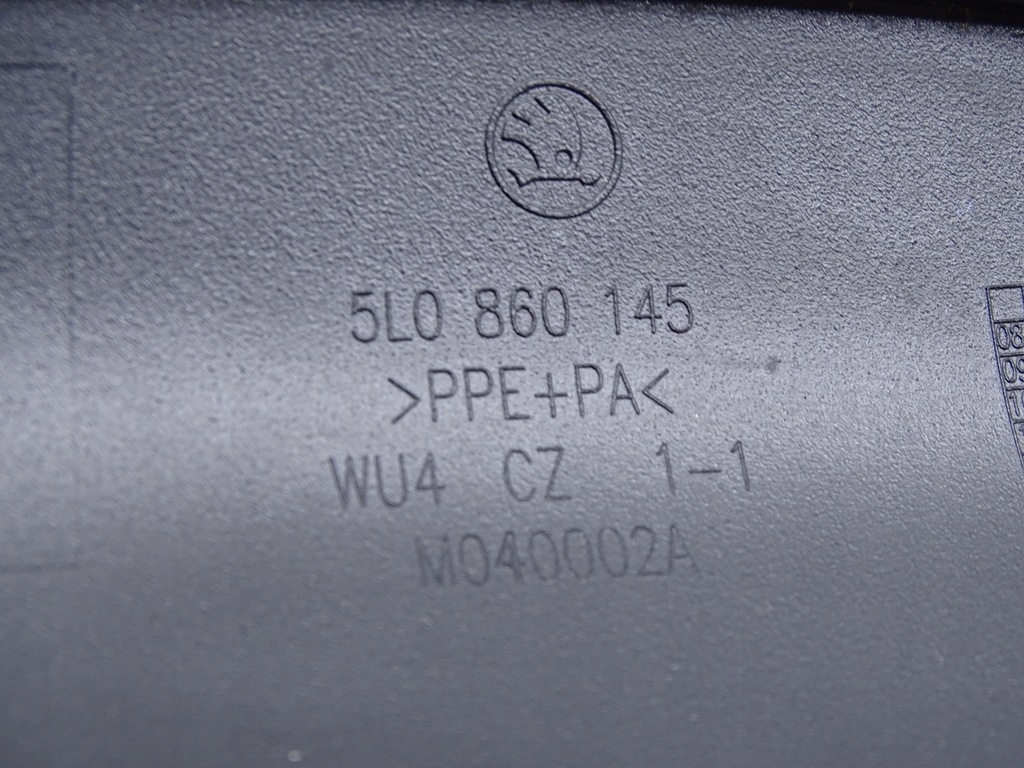 5L0 860 145
>PPE+PA<
WU4 CZ 1-1
M040002A